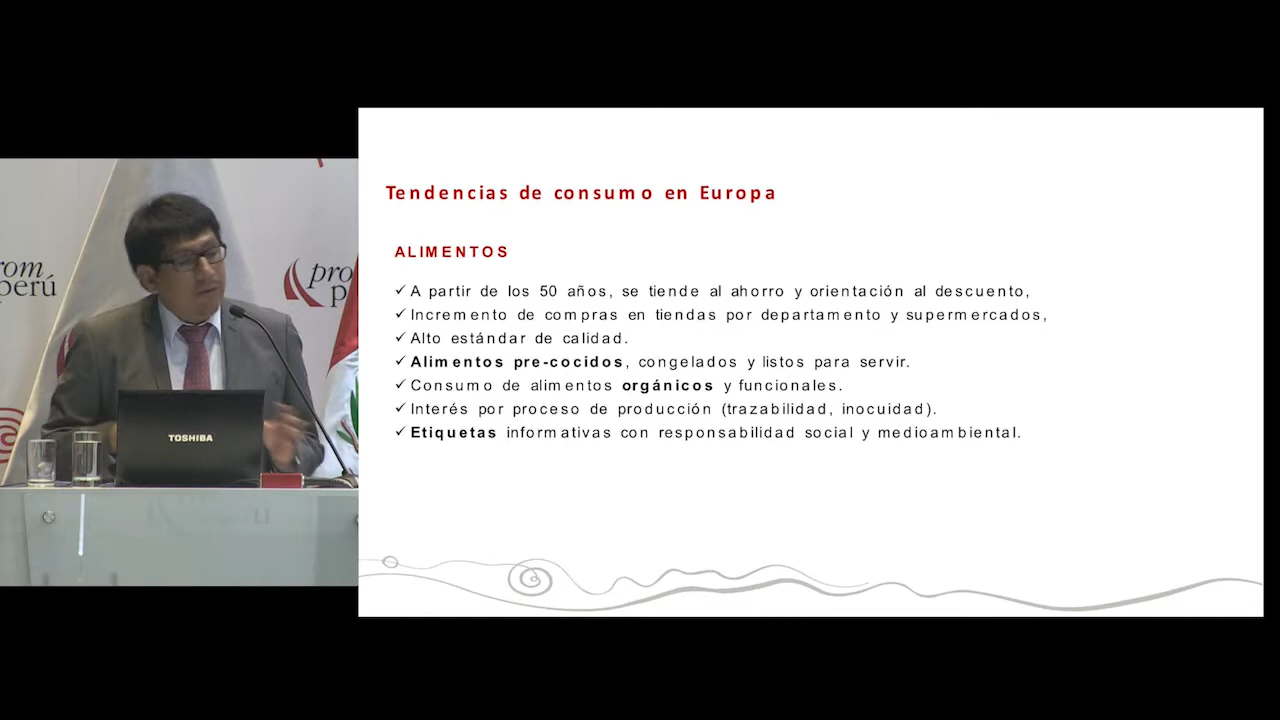 Tendencias de consumo en Europa
ALIMENTOS
✓A partir de los 50 años, se tiende al ahorro y orientación al descuento,
✓Incremento de compras en tiendas por departamento y supermercados,
✓Alto estándar de calidad.
✓Alimentos pre-cocidos, congelados y listos para servir.
✓Consumo de alimentos orgánicos y funcionales.
✓Interés por proceso de producción (trazabilidad, inocuidad).
✓Etiquetas informativas con responsabilidad social y medioambiental.
rom
perú
pro
p
TOSHIBA